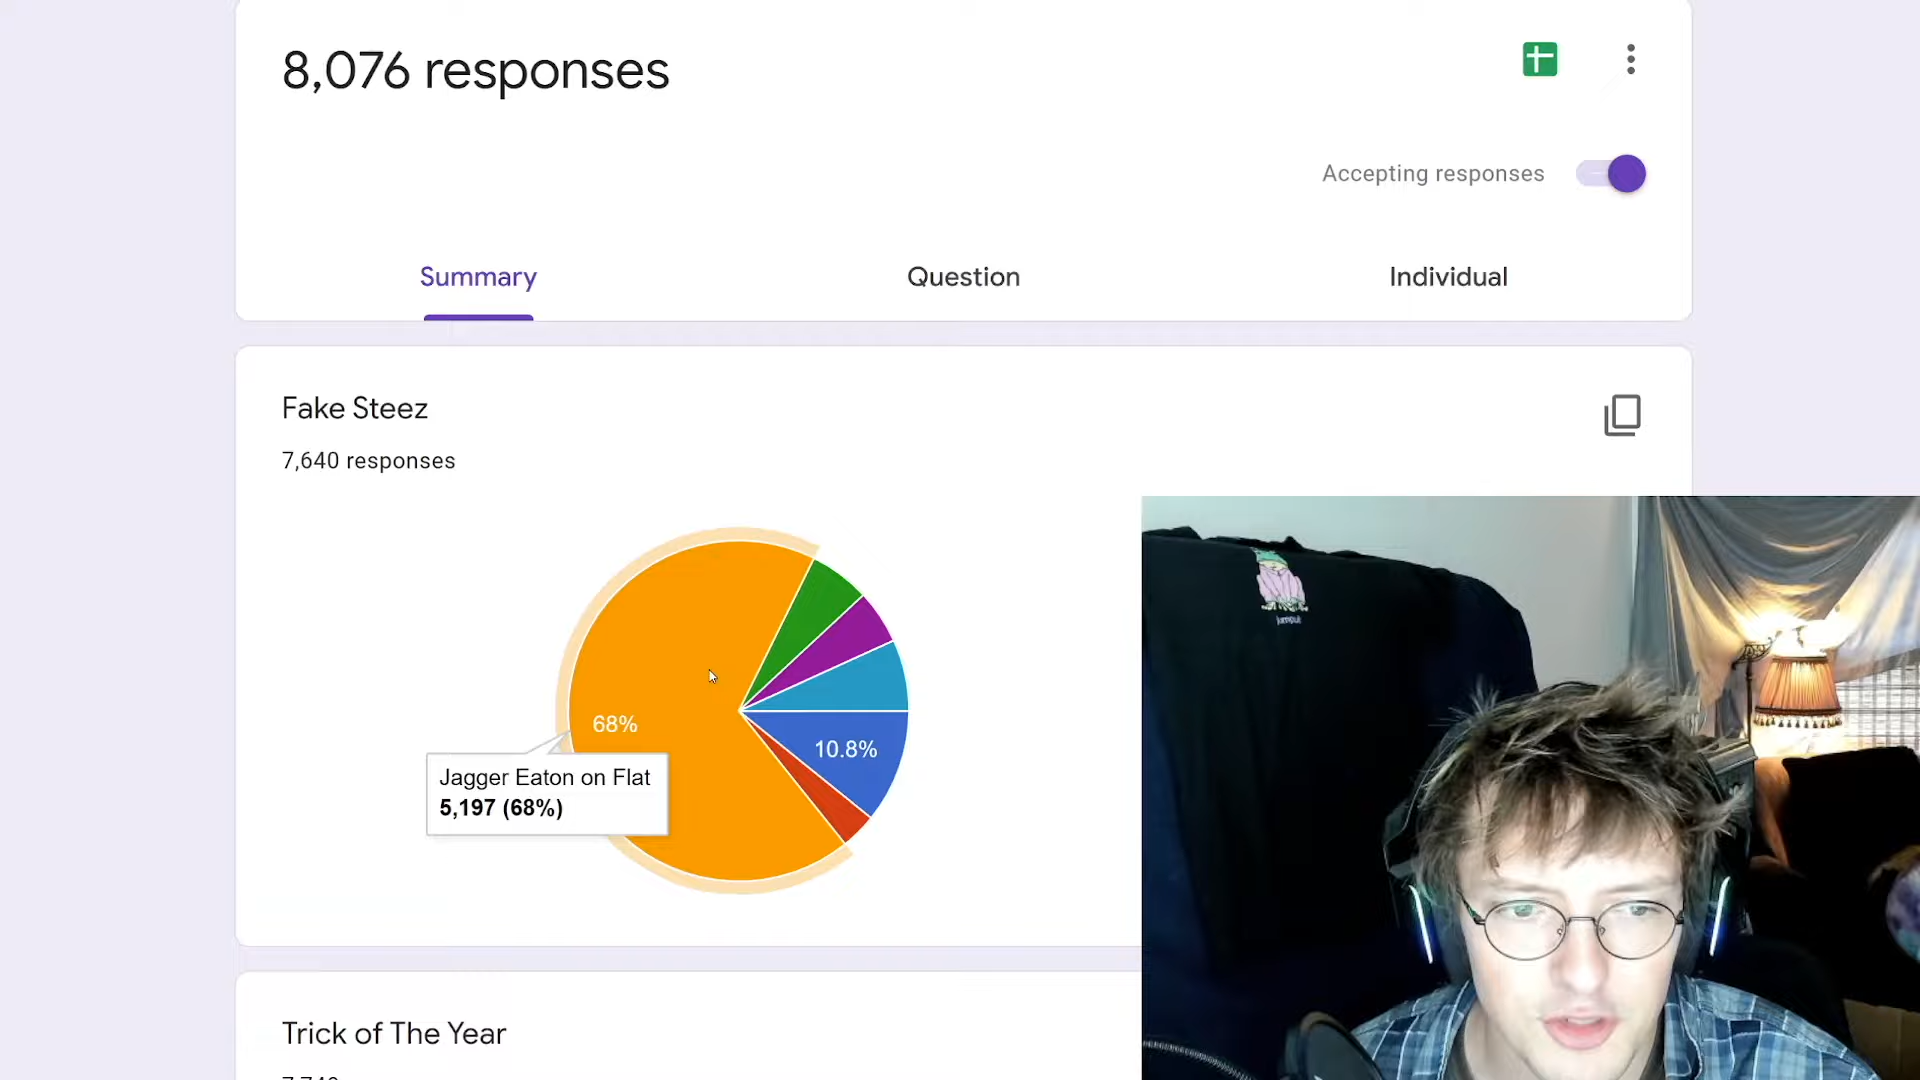 8,076 responses
Accepting responses
Summary
Question
Individual
Fake Steez
7,640 responses
68%
10.8%
Jagger Eaton on Flat
5,197 (68%)
Trick of The Year